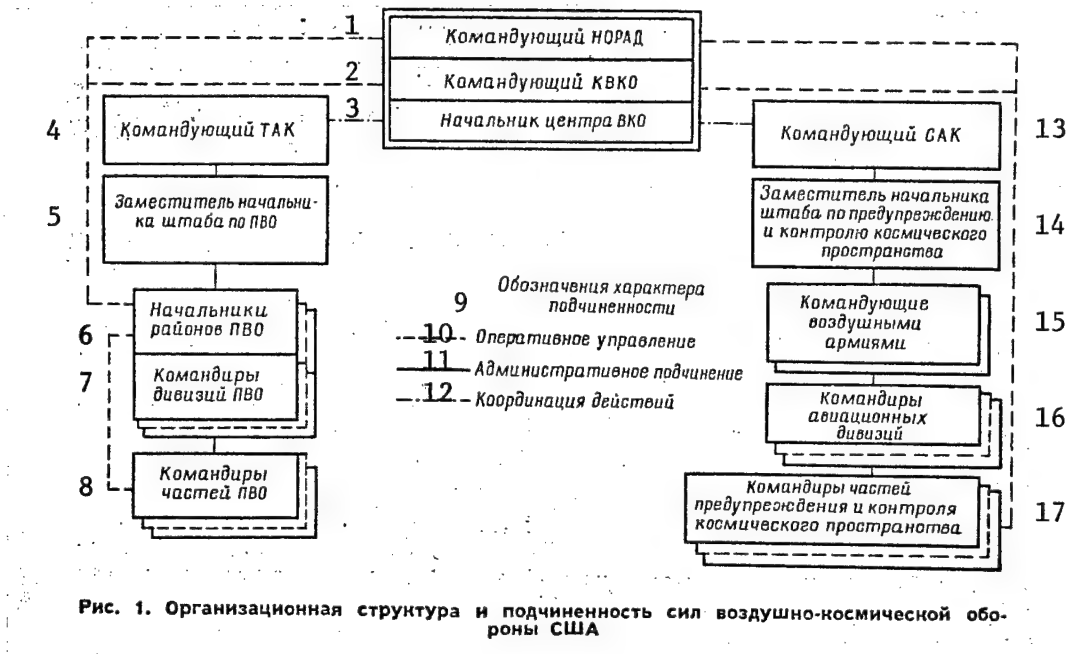 1
Командующий НОРАД
2
Командующий КВКО
3
Начальник центра ВКО
4
Командующий ТАК
5
Заместитель начальни-
ка штаба по ПВО
6
Начальники
районов ПВО
7
Командиры
дивизий ПВО
8
Командиры
частей ПВО
9
Обозначения характера
подчиненности
10
Оперативное управление
11
Административное подчинение
12
Координация действий
Командующий САК
13
Заместитель начальника
штаба по предупреждению
и контролю космического
пространства
14
Командующие
воздушными
армиями
15
Командиры
авиационных
дивизий
16
Командиры частей
предупреждения и контроля
космического пространства
17
Рис. 1. Организационная структура и подчиненность сил воздушно-космической обо-
роны США